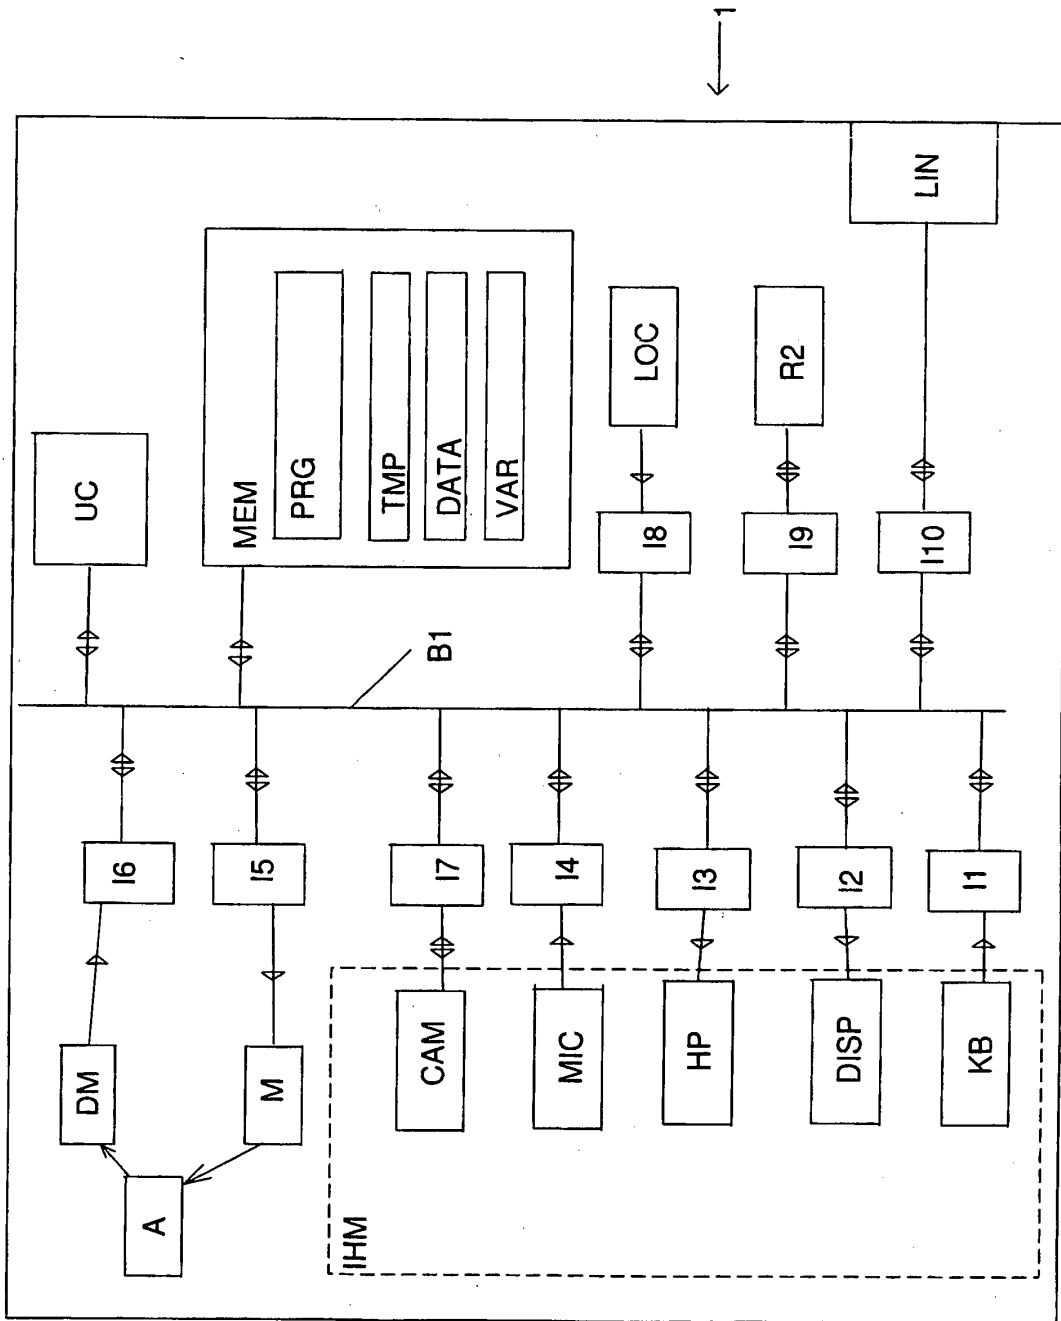 1
UC
MEM
PRG
TMP
DATA
VAR
LOC
R2
LIN
I8
I9
I10
B1
I6
I5
I7
I4
I3
I2
I1
DM
M
A
CAM
MIC
HP
DISP
KB
IHM